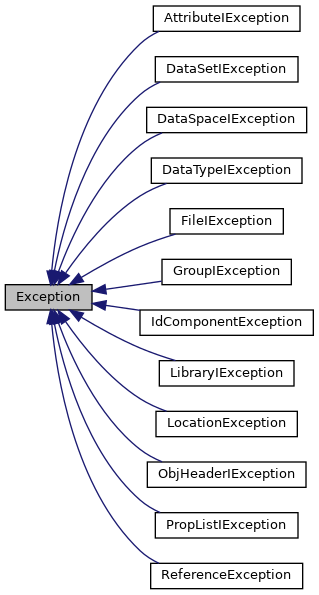 AttributeIException
DataSetIException
DataSpaceIException
DataTypeIException
FileIException
GroupIException
Exception
IdComponentException
LibraryIException
LocationException
ObjHeaderIException
PropListIException
ReferenceException